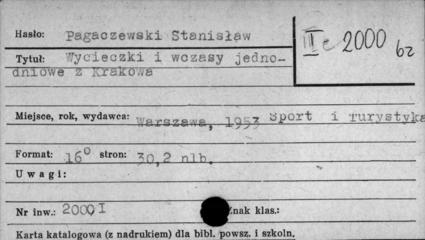 Hasło: Pagaczewski Stanisław
III c 2000 bz
Tytuł: Wycieczki i wczasy jedno-
dniowe z Krakowa
Miejsce, rok, wydawca: Warszawa, 1953 Sport i Turystyka
Format: 16° stron: 30,2 nlb.
Uwagi:
Nr inw.: 2000, I Znak klas.:
Karta katalogowa (z nadrukiem) dla bibl. powsz. i szkoln.